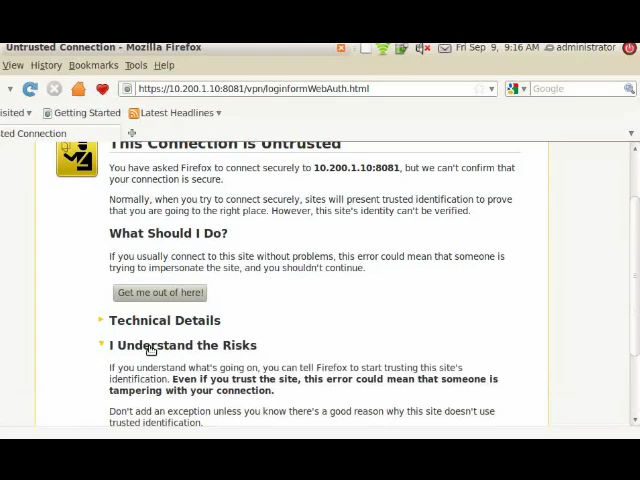 Untrusted Connection - Mozilla Firefox
Fri Sep 9, 9:16 AM administrator
View History Bookmarks Tools Help
https://10.200.1.10:8081/vpn/loginformWebAuth.html
Google
isited Getting Started Latest Headlines
sted Connection
This Connection is Untrusted
You have asked Firefox to connect securely to 10.200.1.10:8081, but we can't confirm that
your connection is secure.
Normally, when you try to connect securely, sites will present trusted identification to prove
that you are going to the right place. However, this site's identity can't be verified.
What Should I Do?
If you usually connect to this site without problems, this error could mean that someone is
trying to impersonate the site, and you shouldn't continue.
Get me out of here!
Technical Details
I Understand the Risks
If you understand what's going on, you can tell Firefox to start trusting this site's
identification. Even if you trust the site, this error could mean that someone is
tampering with your connection.
Don't add an exception unless you know there's a good reason why this site doesn't use
trusted identification.